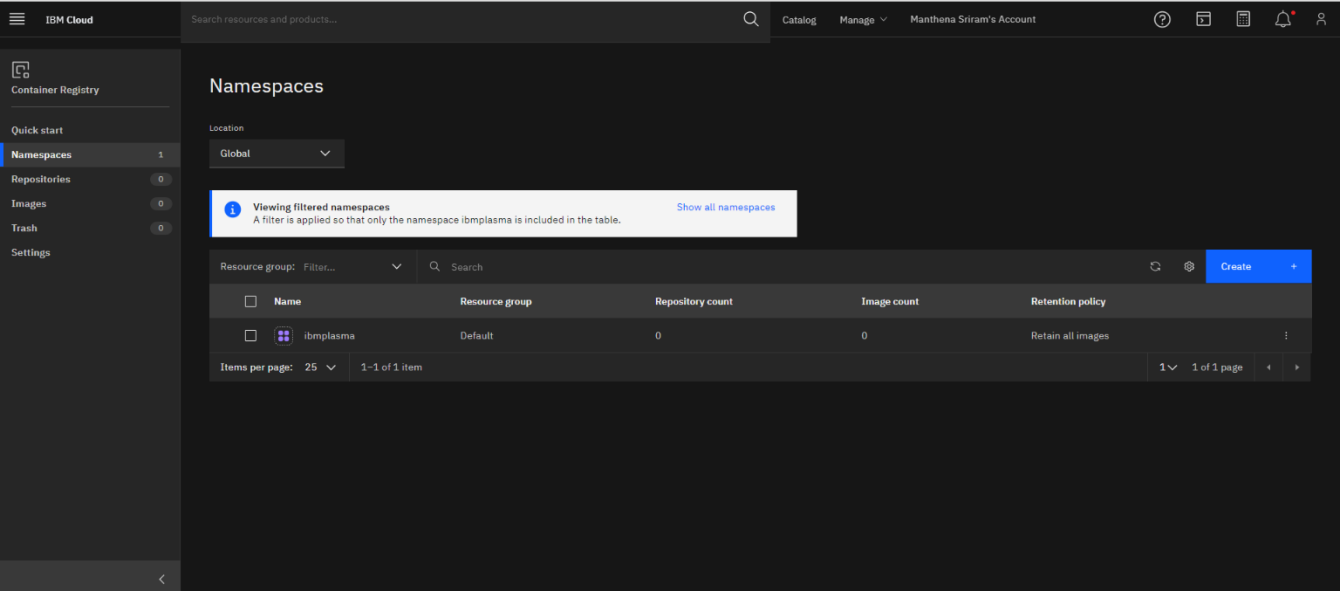 IBM Cloud
Search resources and products...
Catalog
Manage
Manthena Sriram's Account
Container Registry
Quick start
Namespaces 1
Repositories 0
Images 0
Trash 0
Settings
Namespaces
Location
Global
Viewing filtered namespaces
Show all namespaces
A filter is applied so that only the namespace ibmplasma is included in the table.
Resource group: Filter...
Search
Create +
Name Resource group Repository count Image count Retention policy
ibmplasma Default 0 0 Retain all images
Items per page: 25 1–1 of 1 item 1 1 of 1 page